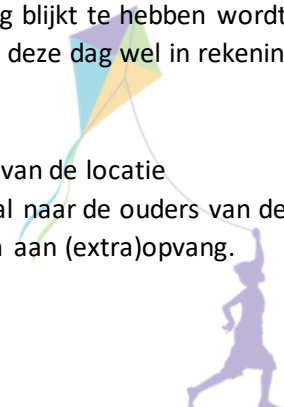 g blijkt te hebben wordt
deze dag wel in rekenin
van de locatie
al naar de ouders van de
aan (extra)opvang.